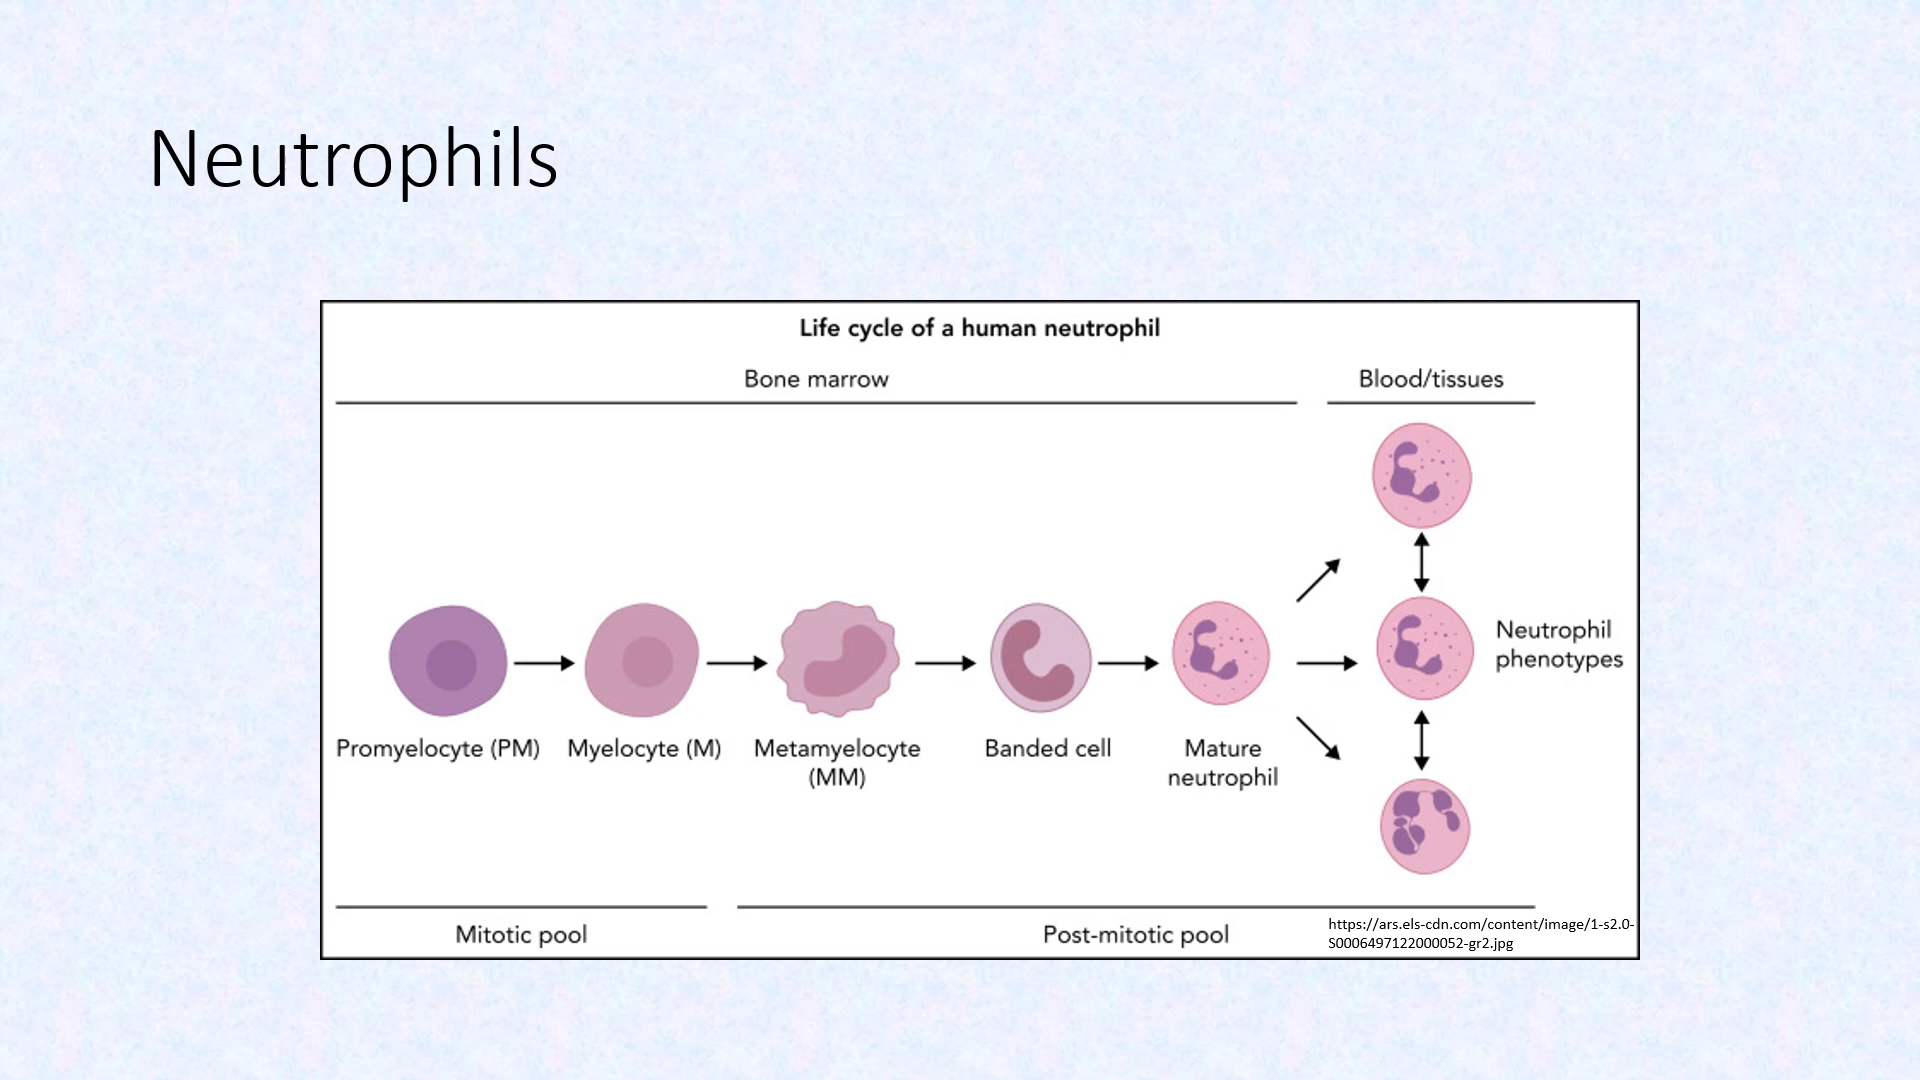 Neutrophils
Life cycle of a human neutrophil
Bone marrow
Blood/tissues
Neutrophil
phenotypes
Promyelocyte (PM)
Myelocyte (M)
Metamyelocyte
(MM)
Banded cell
Mature
neutrophil
Mitotic pool
Post-mitotic pool
https://ars.els-cdn.com/content/image/1-s2.0-
S0006497122000052-gr2.jpg